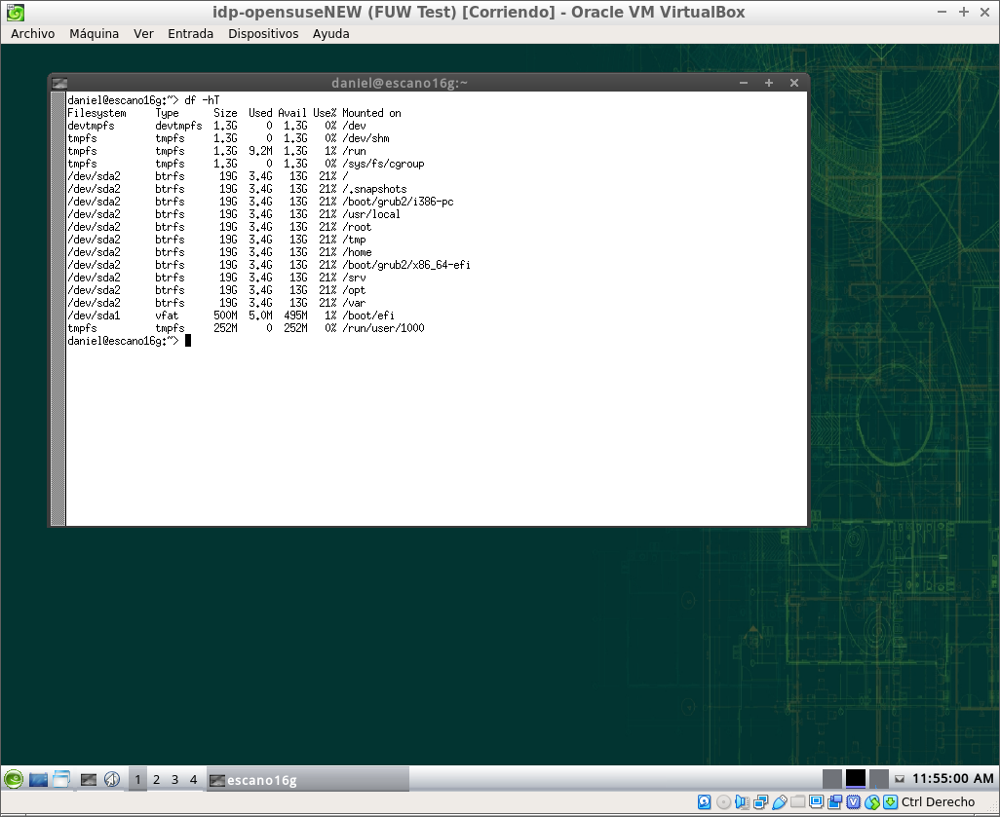 idp-opensuseNEW (FUW Test) [Corriendo] - Oracle VM VirtualBox
Archivo Máquina Ver Entrada Dispositivos Ayuda
daniel@escano16g:~
daniel@escano16g:~> df -hT
Filesystem Type Size Used Avail Use% Mounted on
devtmpfs devtmpfs 1.3G 0 1.3G 0% /dev
tmpfs tmpfs 1.3G 0 1.3G 0% /dev/shm
tmpfs tmpfs 1.3G 9.2M 1.3G 1% /run
tmpfs tmpfs 1.3G 0 1.3G 0% /sys/fs/cgroup
/dev/sda2 btrfs 19G 3.4G 13G 21% /
/dev/sda2 btrfs 19G 3.4G 13G 21% /.snapshots
/dev/sda2 btrfs 19G 3.4G 13G 21% /boot/grub2/i386-pc
/dev/sda2 btrfs 19G 3.4G 13G 21% /usr/local
/dev/sda2 btrfs 19G 3.4G 13G 21% /root
/dev/sda2 btrfs 19G 3.4G 13G 21% /tmp
/dev/sda2 btrfs 19G 3.4G 13G 21% /home
/dev/sda2 btrfs 19G 3.4G 13G 21% /boot/grub2/x86_64-efi
/dev/sda2 btrfs 19G 3.4G 13G 21% /srv
/dev/sda2 btrfs 19G 3.4G 13G 21% /opt
/dev/sda2 btrfs 19G 3.4G 13G 21% /var
/dev/sda1 vfat 500M 5.0M 495M 1% /boot/efi
tmpfs tmpfs 252M 0 252M 0% /run/user/1000
daniel@escano16g:~>
1 2 3 4 escano16g 11:55:00 AM
Ctrl Derecho